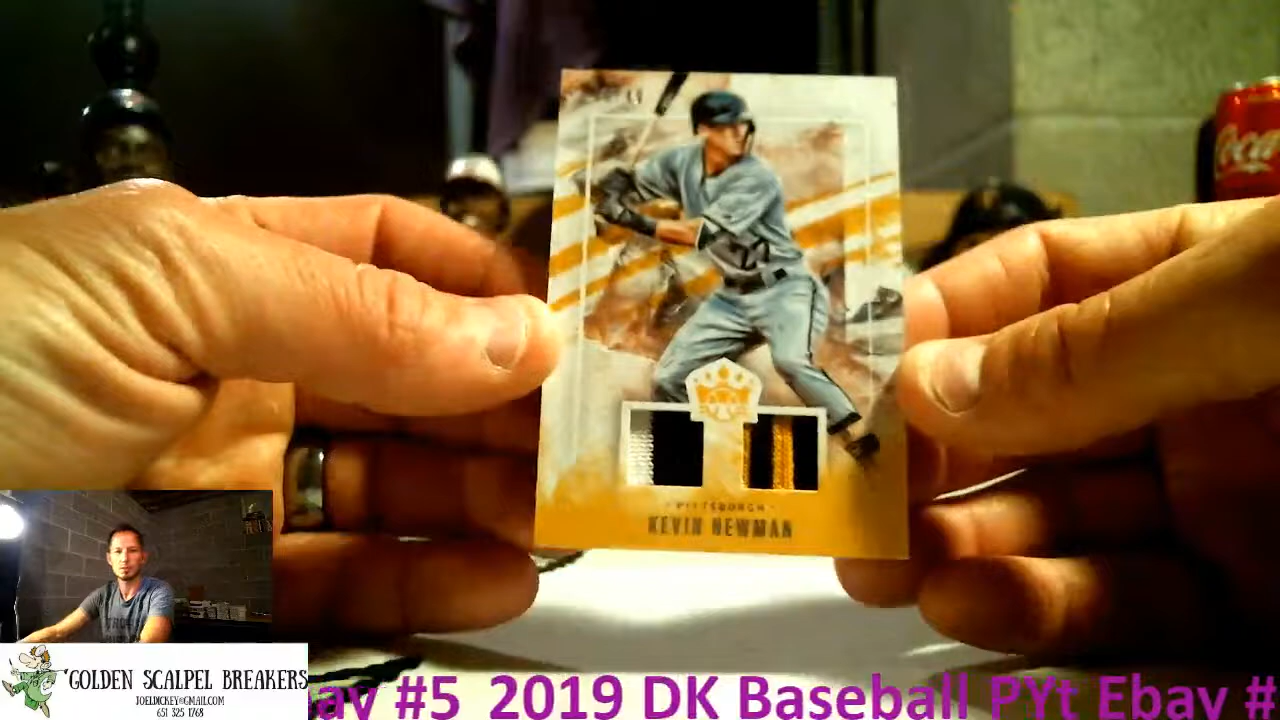 Coca
PITTSBURGH
KEVIN NEWMAN
GOLDEN SCALPEL BREAKERS
JOELDICKEY@GMAIL.COM
651 325 1768
ay #5 2019 DK Baseball PYt Ebay #